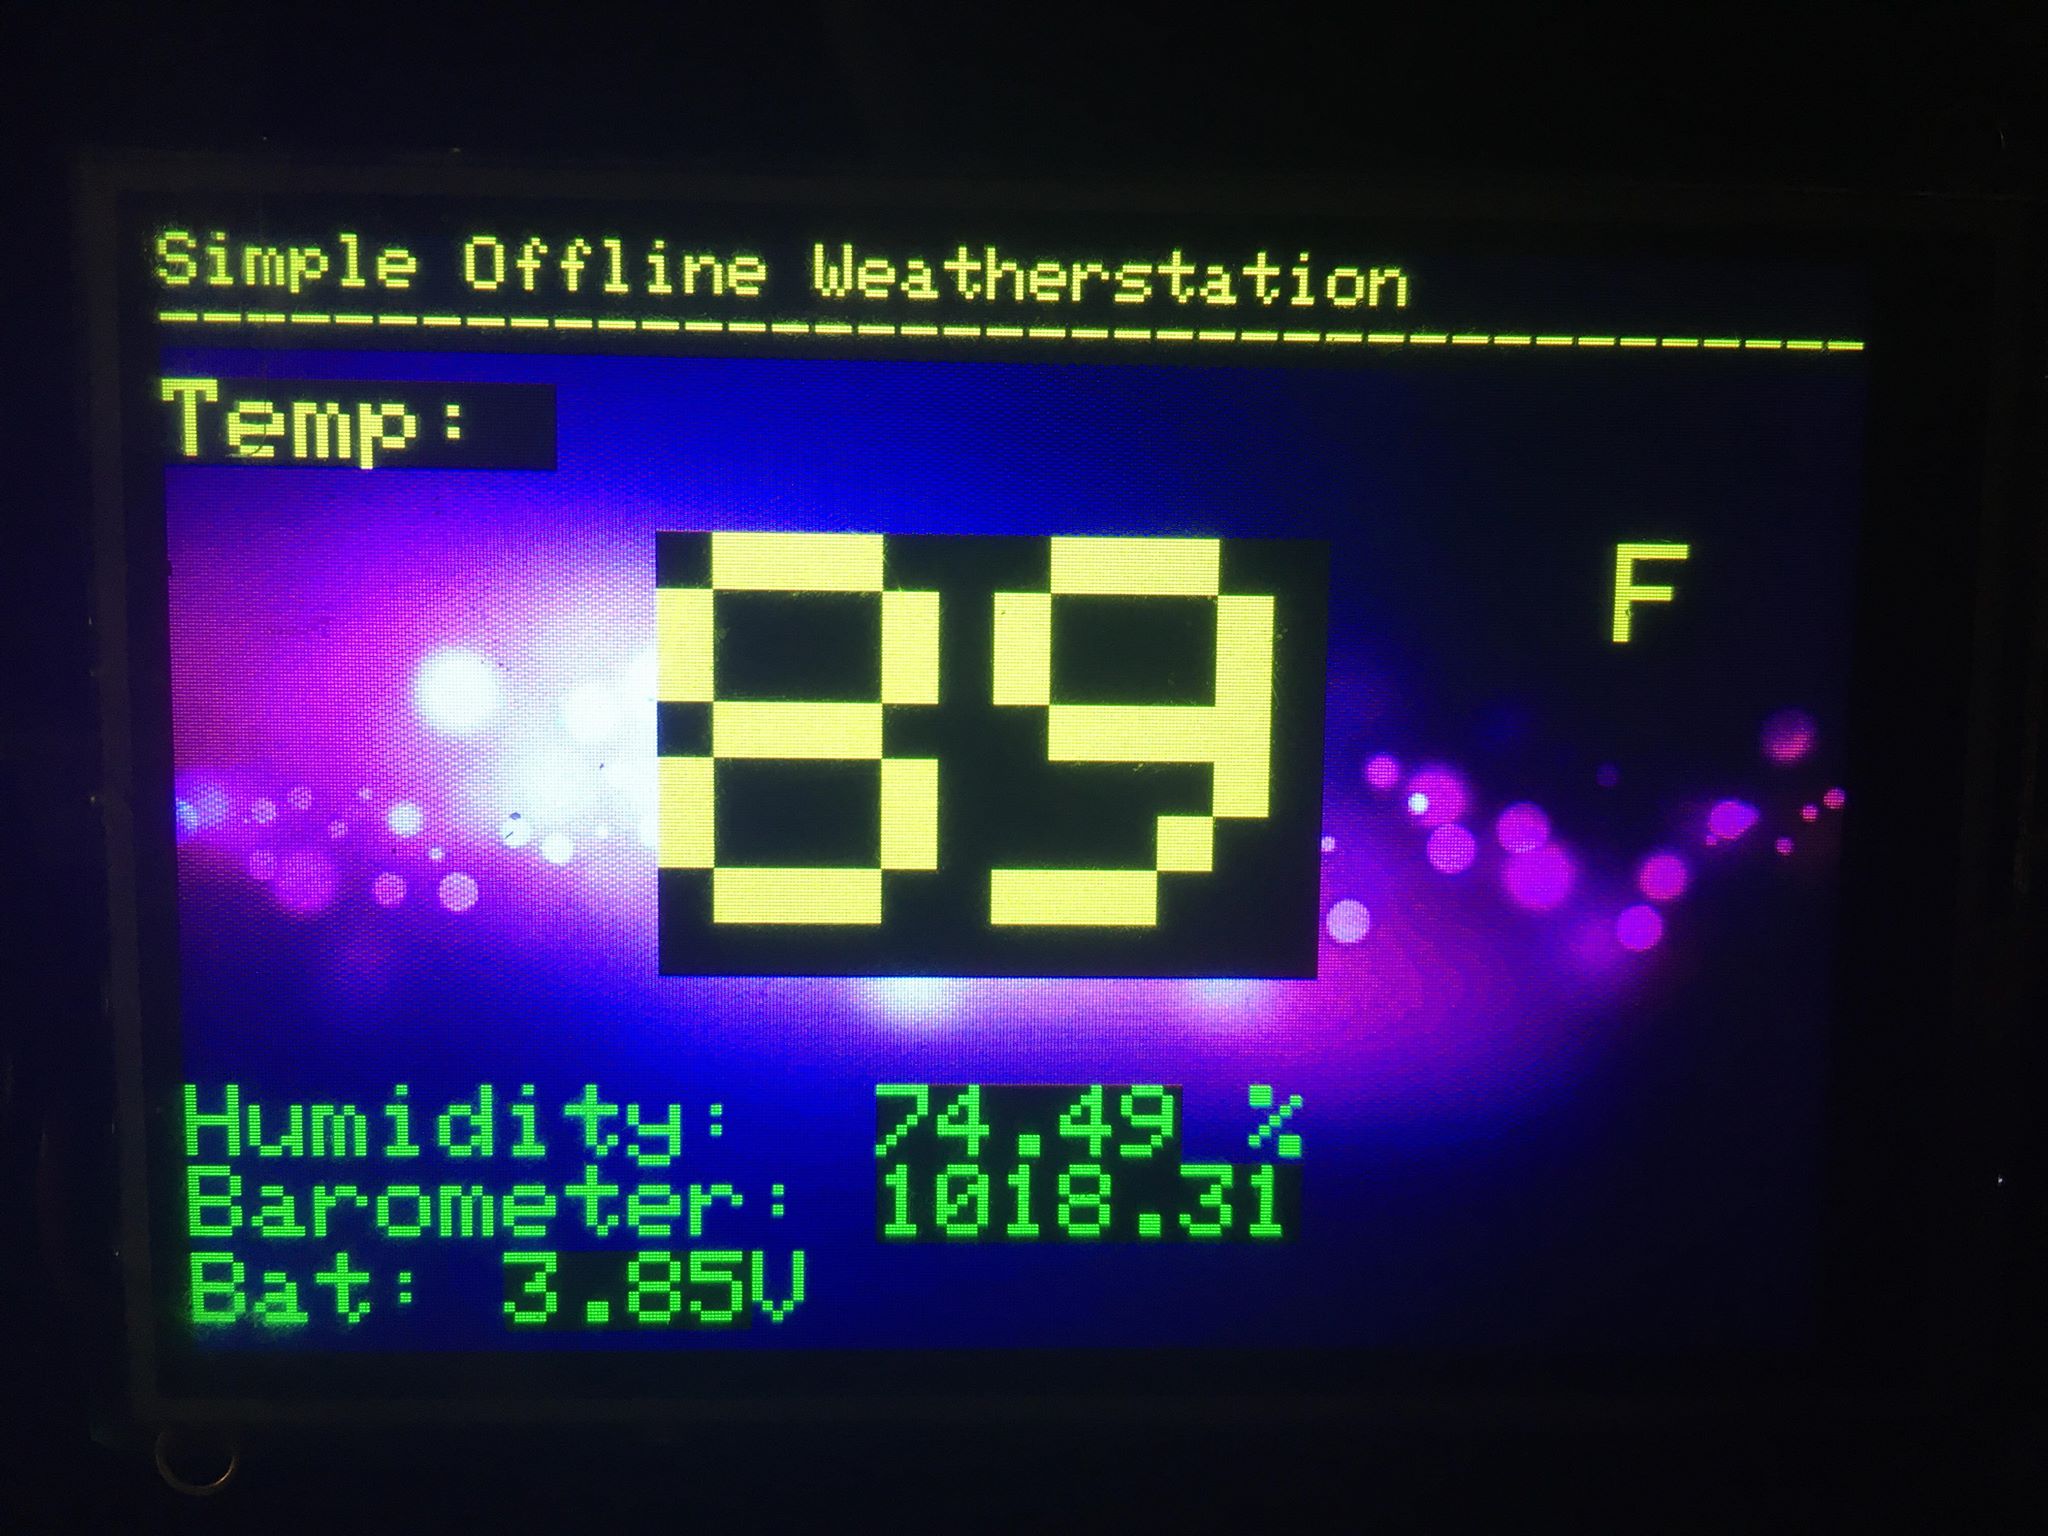 Simple Offline Weatherstation
----------------------------------------
Temp:
89 F
Humidity: 74.49 %
Barometer: 1018.31
Bat: 3.85V